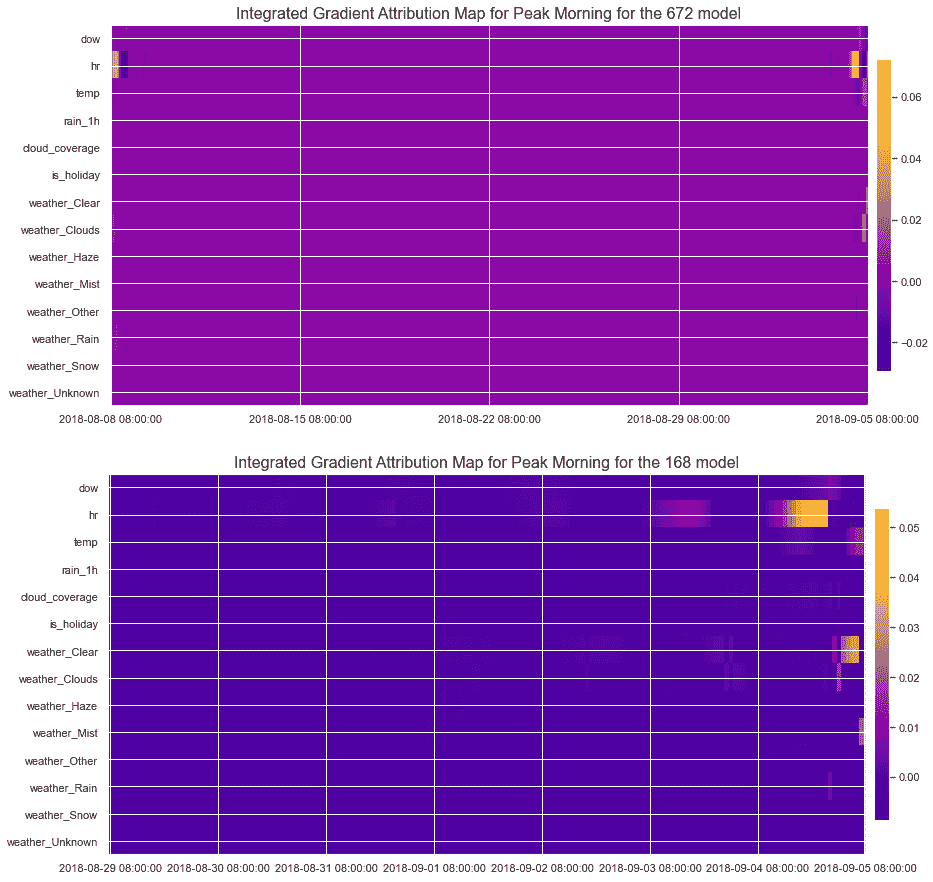 Integrated Gradient Attribution Map for Peak Morning for the 672 model
dow
hr
temp
rain_1h
cloud_coverage
is_holiday
weather_Clear
weather_Clouds
weather_Haze
weather_Mist
weather_Other
weather_Rain
weather_Snow
weather_Unknown
0.06
0.04
0.02
0.00
−0.02
2018-08-08 08:00:00 2018-08-15 08:00:00 2018-08-22 08:00:00 2018-08-29 08:00:00 2018-09-05 08:00:00
Integrated Gradient Attribution Map for Peak Morning for the 168 model
dow
hr
temp
rain_1h
cloud_coverage
is_holiday
weather_Clear
weather_Clouds
weather_Haze
weather_Mist
weather_Other
weather_Rain
weather_Snow
weather_Unknown
0.05
0.04
0.03
0.02
0.01
0.00
2018-08-29 08:00:00 2018-08-30 08:00:00 2018-08-31 08:00:00 2018-09-01 08:00:00 2018-09-02 08:00:00 2018-09-03 08:00:00 2018-09-04 08:00:00 2018-09-05 08:00:00